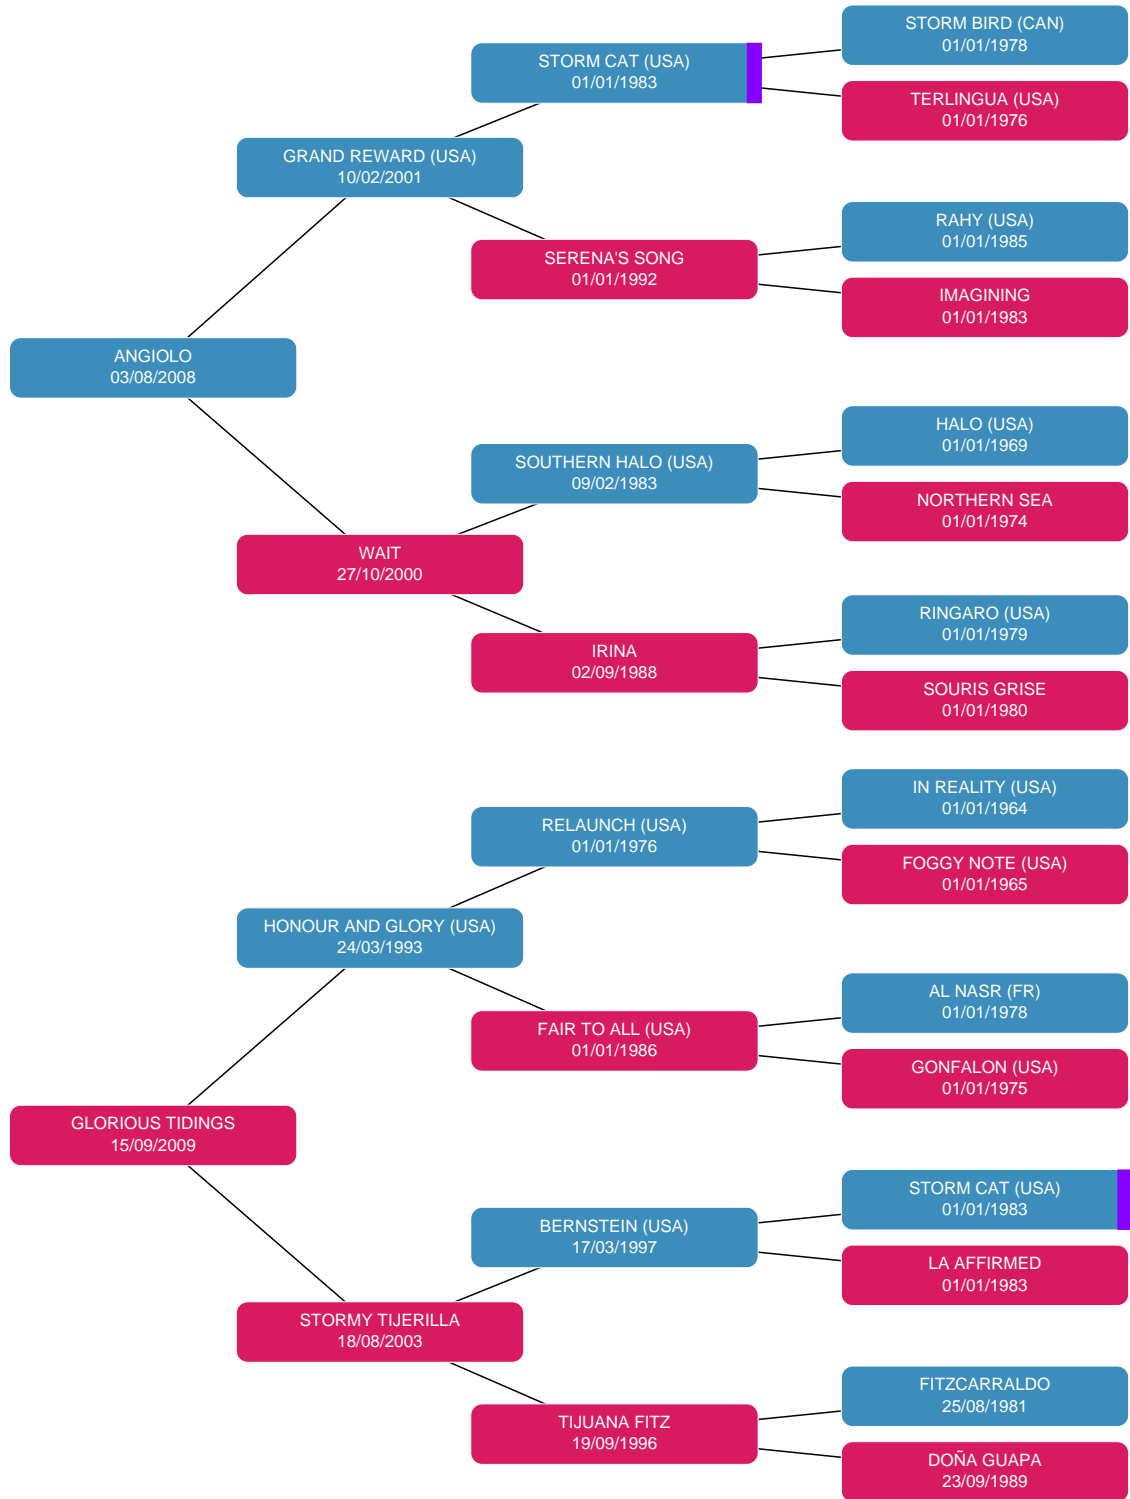 STORM BIRD (CAN)
01/01/1978
STORM CAT (USA)
01/01/1983
TERLINGUA (USA)
01/01/1976
GRAND REWARD (USA)
10/02/2001
RAHY (USA)
01/01/1985
SERENA'S SONG
01/01/1992
IMAGINING
01/01/1983
ANGIOLO
03/08/2008
HALO (USA)
01/01/1969
SOUTHERN HALO (USA)
09/02/1983
NORTHERN SEA
01/01/1974
WAIT
27/10/2000
RINGARO (USA)
01/01/1979
IRINA
02/09/1988
SOURIS GRISE
01/01/1980
IN REALITY (USA)
01/01/1964
RELAUNCH (USA)
01/01/1976
FOGGY NOTE (USA)
01/01/1965
HONOUR AND GLORY (USA)
24/03/1993
AL NASR (FR)
01/01/1978
FAIR TO ALL (USA)
01/01/1986
GONFALON (USA)
01/01/1975
GLORIOUS TIDINGS
15/09/2009
STORM CAT (USA)
01/01/1983
BERNSTEIN (USA)
17/03/1997
LA AFFIRMED
01/01/1983
STORMY TIJERILLA
18/08/2003
FITZCARRALDO
25/08/1981
TIJUANA FITZ
19/09/1996
DOÑA GUAPA
23/09/1989